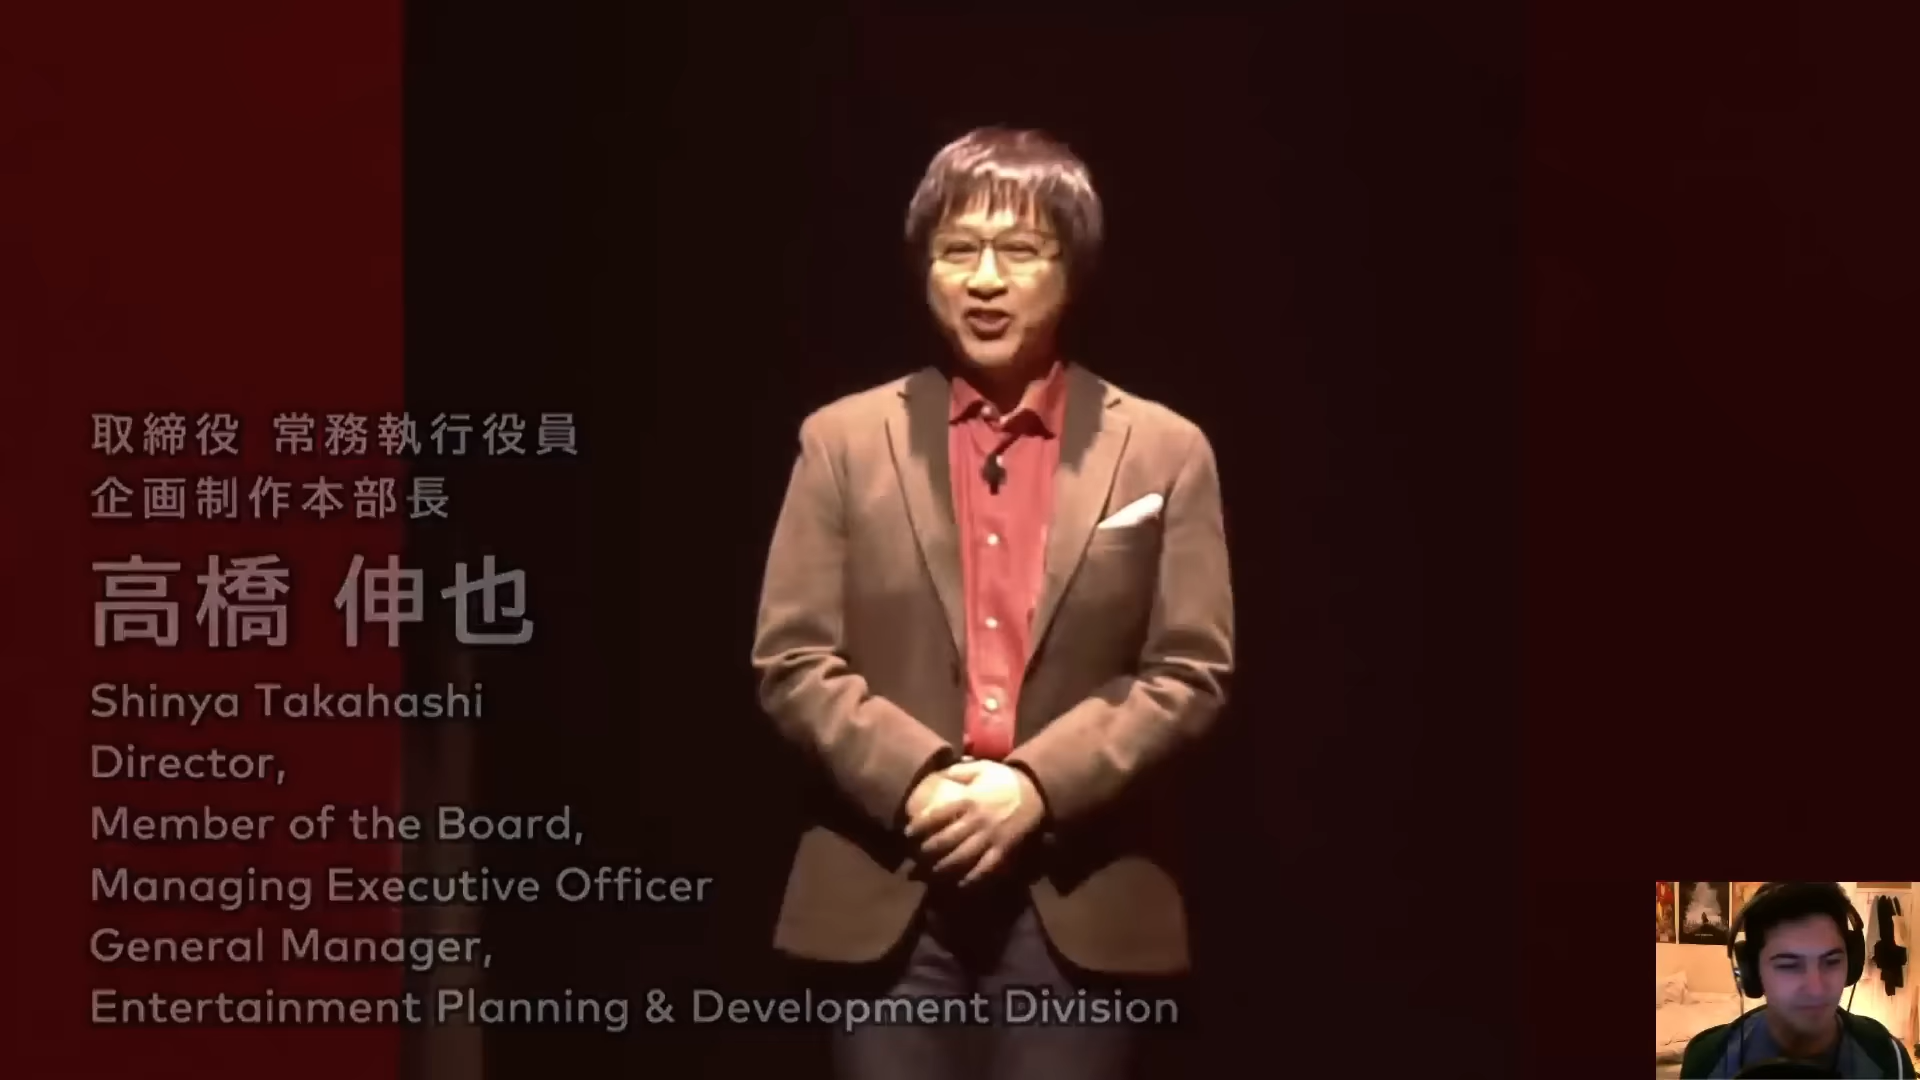 取締役 常務執行役員
企画制作本部長
高橋 伸也
Shinya Takahashi
Director,
Member of the Board,
Managing Executive Officer
General Manager,
Entertainment Planning & Development Division